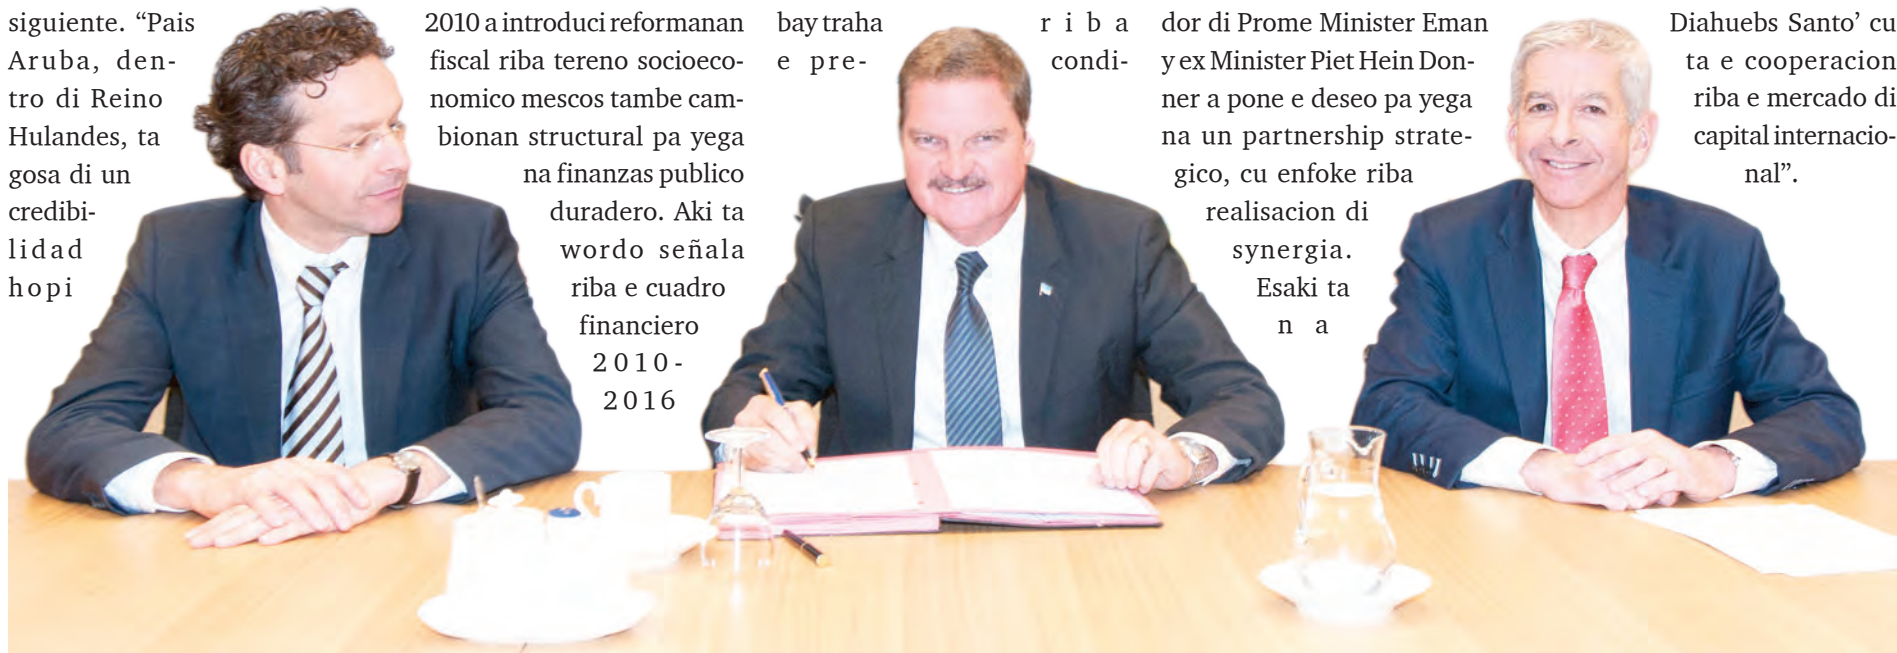 siguiente. “Pais
Aruba, den-
tro di Reino
Hulandes, ta
gosa di un
credibi-
lidad
hopi
2010 a introduci reformanan
fiscal riba tereno socioeco-
nomico mescos tambe cam-
bionan structural pa yega
na finanzas publico
duradero. Aki ta
wordo señala
riba e cuadro
financiero
2010-
2016
bay traha
e pre-
riba
condi-
dor di Prome Minister Eman
y ex Minister Piet Hein Don-
ner a pone e deseo pa yega
na un partnership strate-
gico, cu enfoke riba
realisacion di
synergia.
Esaki ta
na
Diahuebs Santo’ cu
ta e cooperacion
riba e mercado di
capital internacio-
nal”.